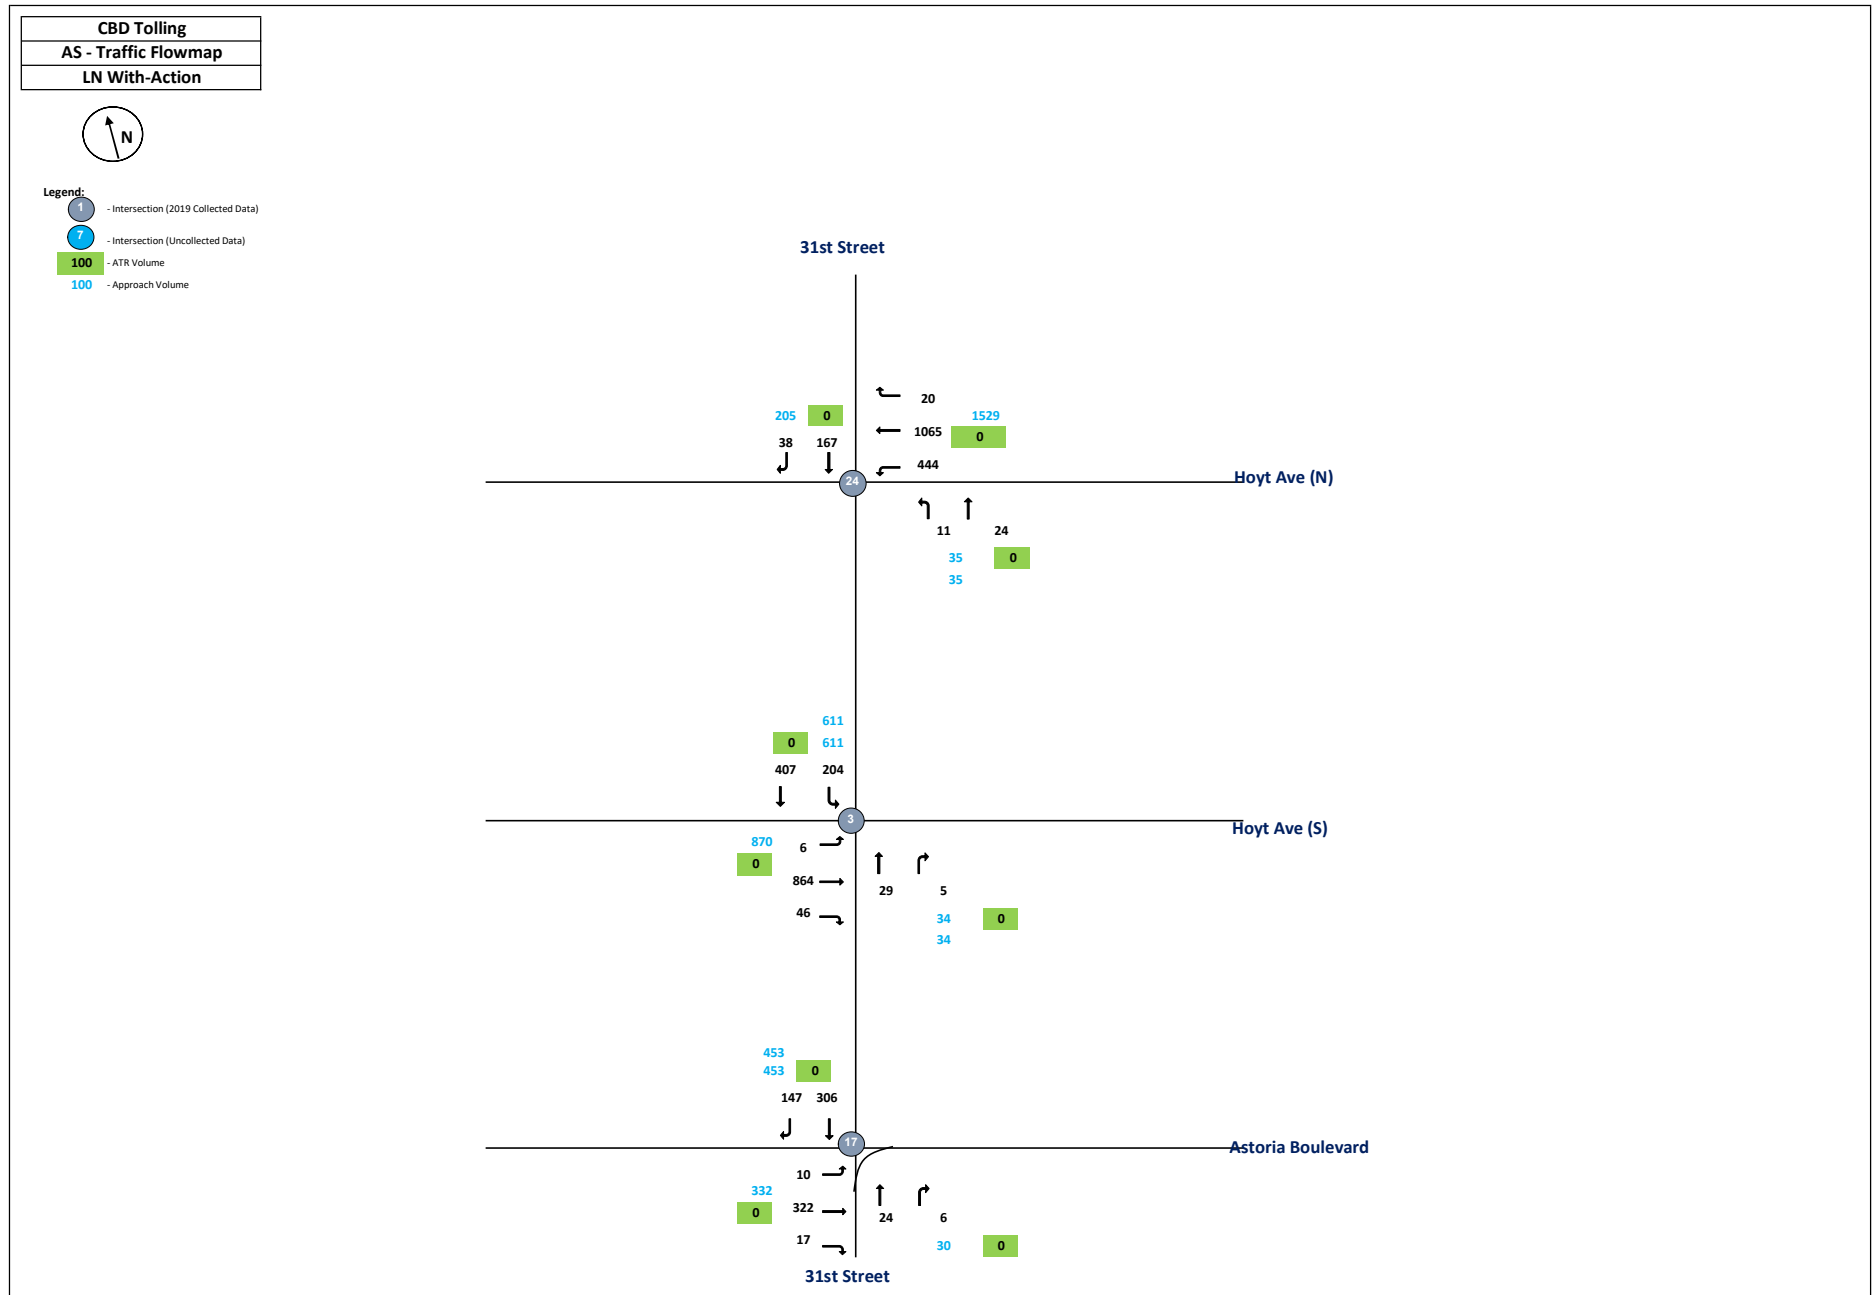 CBD Tolling
AS - Traffic Flowmap
LN With-Action
N
Legend:
1 - Intersection (2019 Collected Data)
7 - Intersection (Uncollected Data)
100 - ATR Volume
100 - Approach Volume
31st Street
20
205 0 1529
1065 0
38 167
444
24 Hoyt Ave (N)
11 24
35 0
35
611
0 611
407 204
3 Hoyt Ave (S)
870 6
0
864 29 5
46 34 0
34
453
453 0
147 306
17 Astoria Boulevard
10
332
0 322 24 6
17 30 0
31st Street